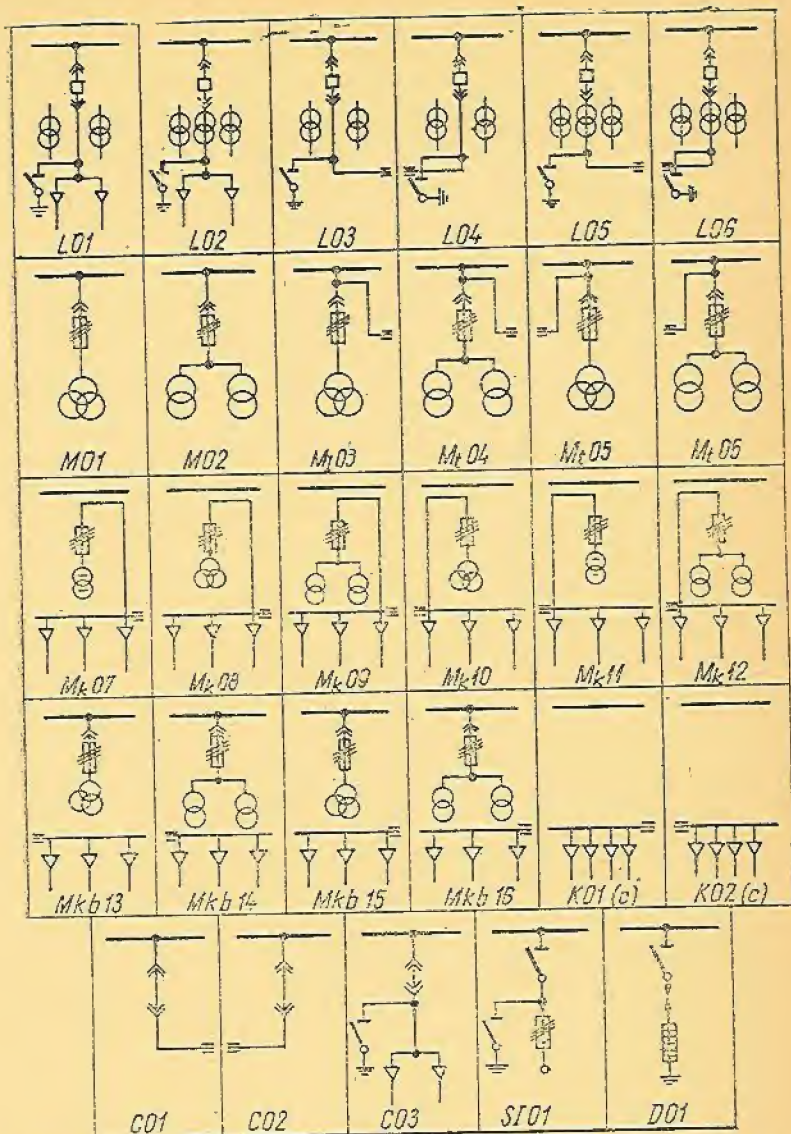 L01 L02 L03 L04 L05 L06
M01 M02 Mt03 Mt04 Mt05 Mt06
Mk07 Mk08 Mk09 Mk10 Mk11 Mk12
Mkb13 Mkb14 Mkb15 Mkb16 K01(c) K02(c)
C01 C02 C03 SI01 D01